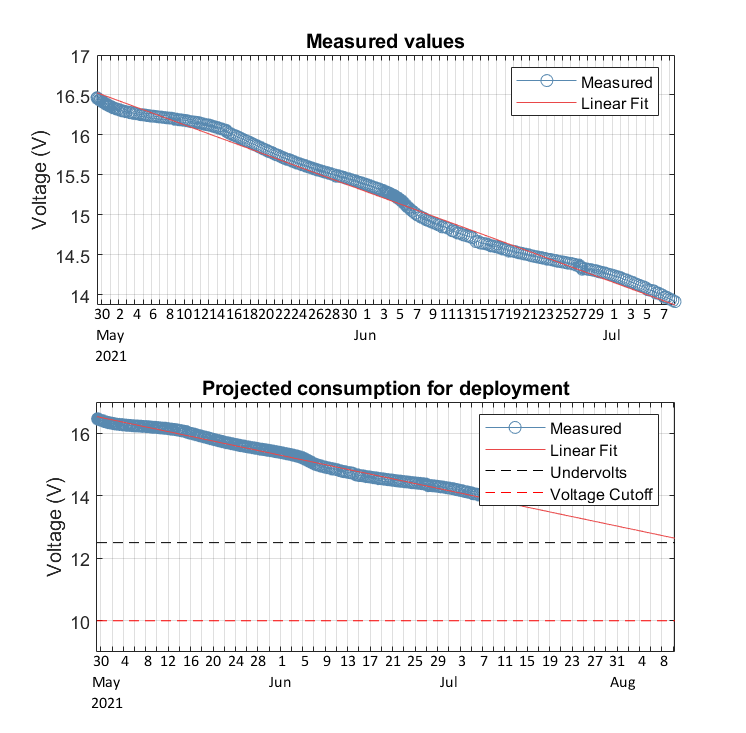 Measured values
17
16.5
16
15.5
15
14.5
14
Voltage (V)
Measured
Linear Fit
30 2 4 6 8 10 12 14 16 18 20 22 24 26 28 30 1 3 5 7 9 11 13 15 17 19 21 23 25 27 29 1 3 5 7
May Jun Jul
2021
Projected consumption for deployment
16
14
12
10
Voltage (V)
Measured
Linear Fit
Undervolts
Voltage Cutoff
30 4 8 12 16 20 24 28 1 5 9 13 17 21 25 29 3 7 11 15 19 23 27 31 4 8
May Jun Jul Aug
2021